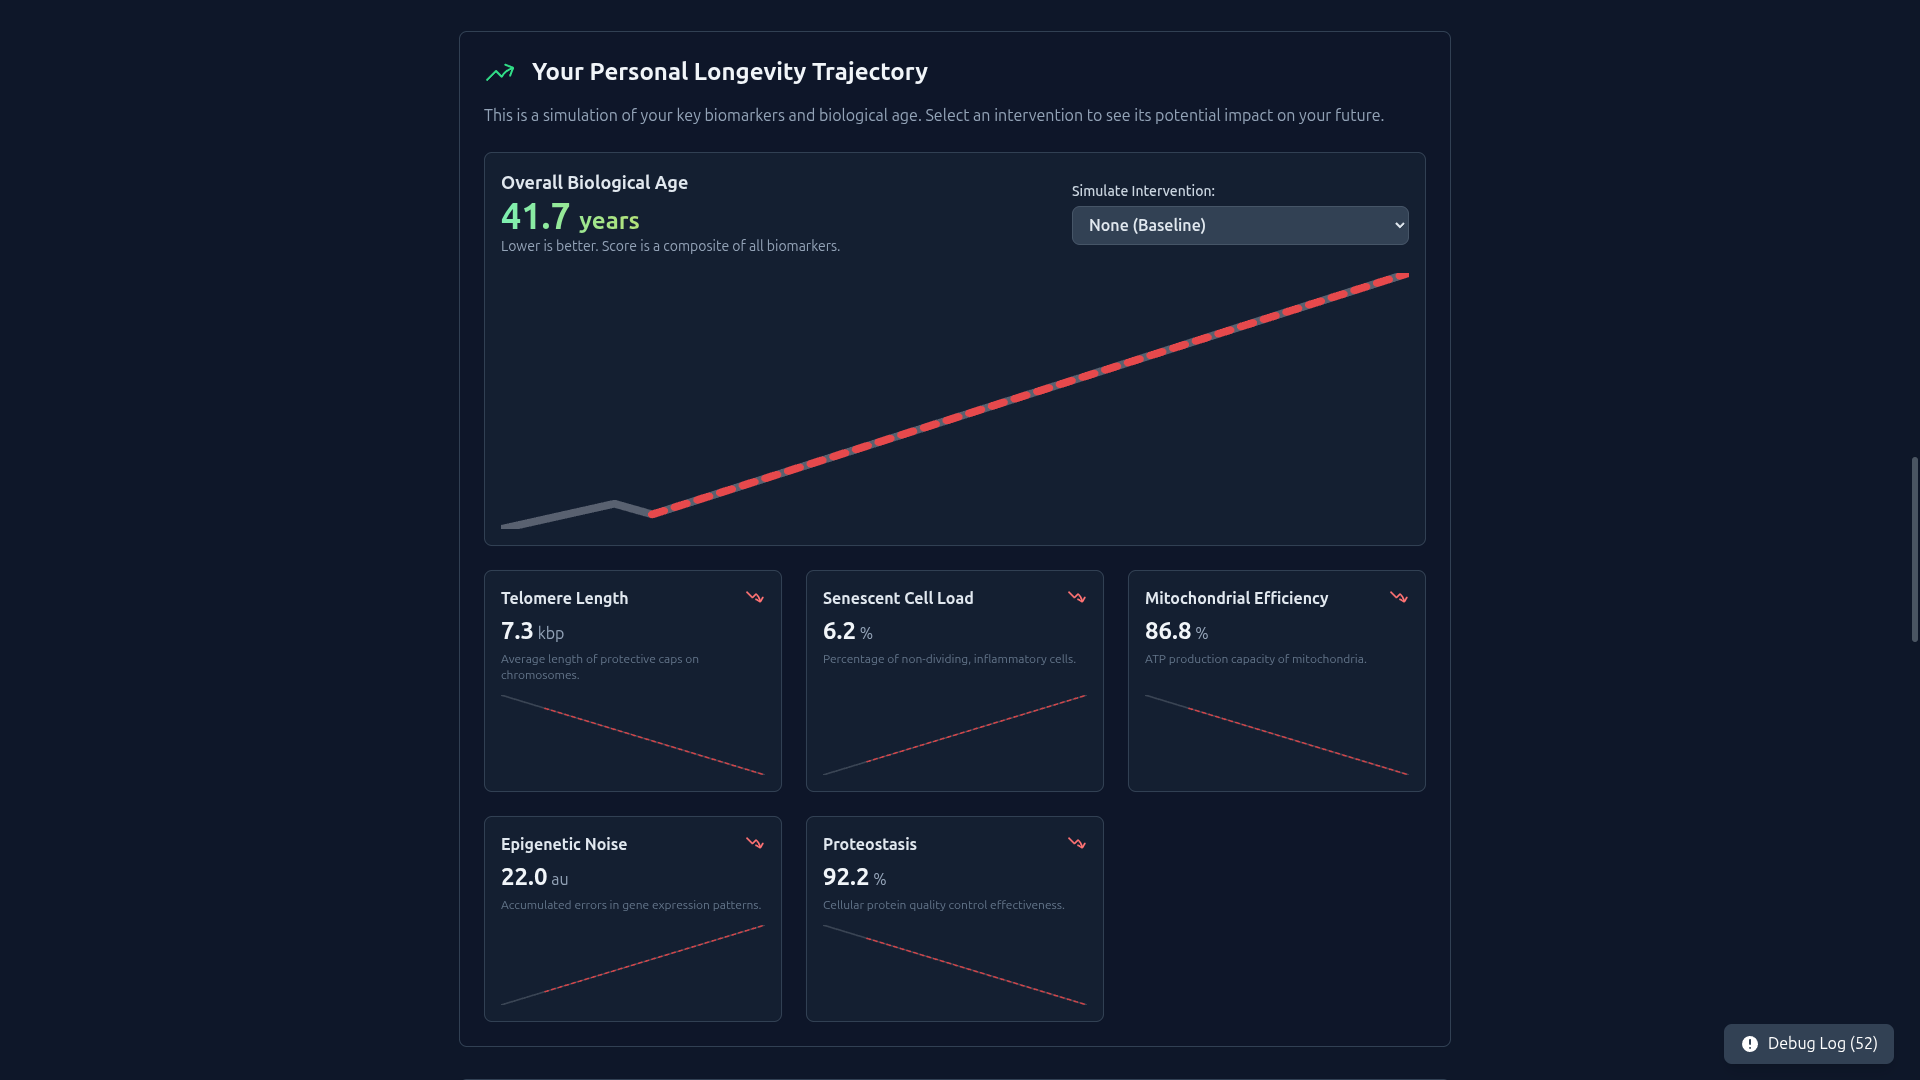 Your Personal Longevity Trajectory
This is a simulation of your key biomarkers and biological age. Select an intervention to see its potential impact on your future.
Overall Biological Age
41.7 years
Lower is better. Score is a composite of all biomarkers.
Simulate Intervention:
None (Baseline)
Telomere Length
7.3 kbp
Average length of protective caps on
chromosomes.
Senescent Cell Load
6.2 %
Percentage of non-dividing, inflammatory cells.
Mitochondrial Efficiency
86.8 %
ATP production capacity of mitochondria.
Epigenetic Noise
22.0 au
Accumulated errors in gene expression patterns.
Proteostasis
92.2 %
Cellular protein quality control effectiveness.
Debug Log (52)